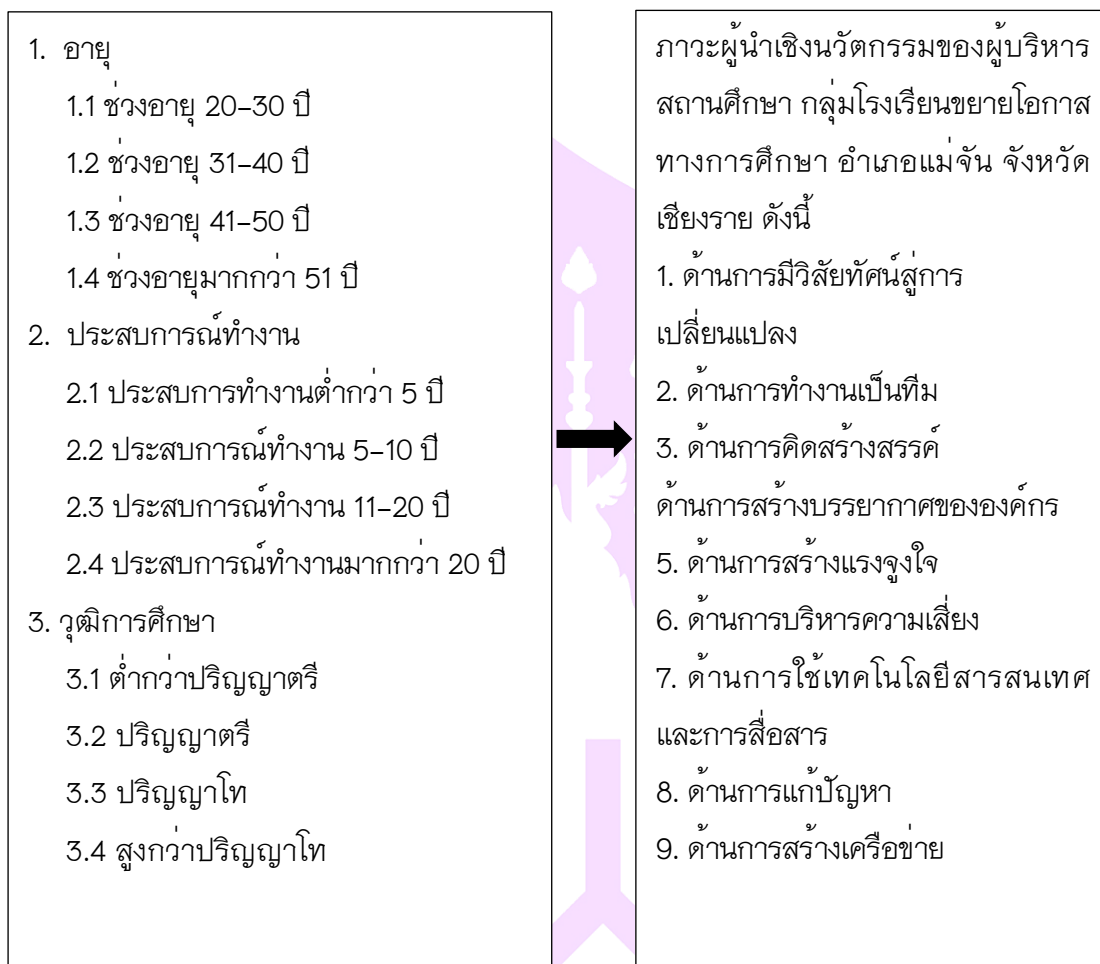 1. อายุ
1.1 ช่วงอายุ 20–30 ปี
1.2 ช่วงอายุ 31–40 ปี
1.3 ช่วงอายุ 41–50 ปี
1.4 ช่วงอายุมากกว่า 51 ปี
2. ประสบการณ์ทำงาน
2.1 ประสบการทำงานต่ำกว่า 5 ปี
2.2 ประสบการณ์ทำงาน 5–10 ปี
2.3 ประสบการณ์ทำงาน 11–20 ปี
2.4 ประสบการณ์ทำงานมากกว่า 20 ปี
3. วุฒิการศึกษา
3.1 ต่ำกว่าปริญญาตรี
3.2 ปริญญาตรี
3.3 ปริญญาโท
3.4 สูงกว่าปริญญาโท
ภาวะผู้นำเชิงนวัตกรรมของผู้บริหาร
สถานศึกษา กลุ่มโรงเรียนขยายโอกาส
ทางการศึกษา อำเภอแม่จัน จังหวัด
เชียงราย ดังนี้
1. ด้านการมีวิสัยทัศน์สู่การ
เปลี่ยนแปลง
2. ด้านการทำงานเป็นทีม
3. ด้านการคิดสร้างสรรค์
ด้านการสร้างบรรยากาศขององค์กร
5. ด้านการสร้างแรงจูงใจ
6. ด้านการบริหารความเสี่ยง
7. ด้านการใช้เทคโนโลยีสารสนเทศ
และการสื่อสาร
8. ด้านการแก้ปัญหา
9. ด้านการสร้างเครือข่าย